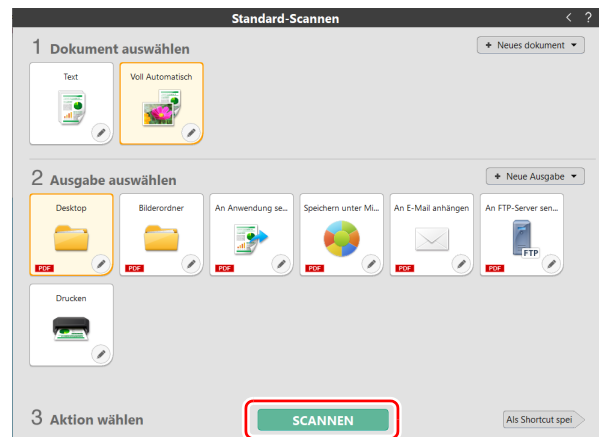 Standard-Scannen < ?
1 Dokument auswählen
+ Neues dokument
Text
Voll Automatisch
2 Ausgabe auswählen
+ Neue Ausgabe
Desktop
Bilderordner
An Anwendung se...
Speichern unter Mi...
An E-Mail anhängen
An FTP-Server sen...
FTP
PDF
PDF
PDF
PDF
PDF
PDF
Drucken
3 Aktion wählen
SCANNEN
Als Shortcut spei